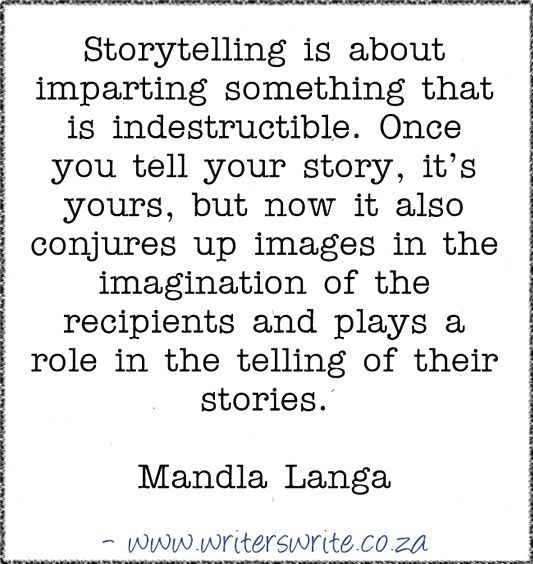 Storytelling is about
imparting something that
is indestructible. Once
you tell your story, it's
yours, but now it also
conjures up images in the
imagination of the
recipients and plays a
role in the telling of their
stories.
Mandla Langa
- www.writerswrite.co.za